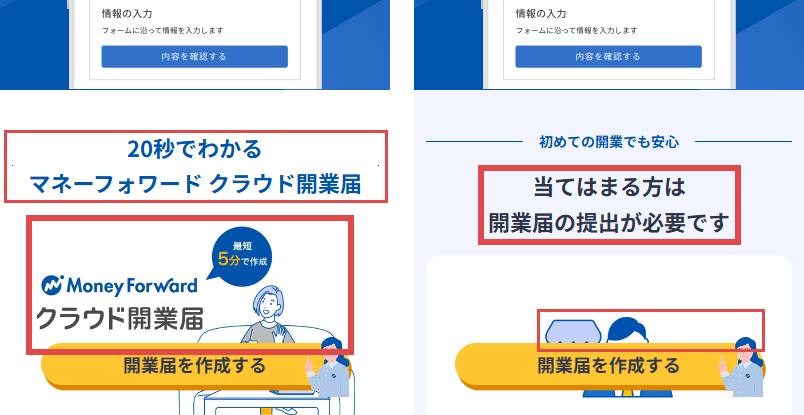 情報の入力
フォームに沿って情報を入力します
内容を確認する
20秒でわかる
マネーフォワード クラウド開業届
最短
5分で作成
Money Forward
クラウド開業届
開業届を作成する
情報の入力
フォームに沿って情報を入力します
内容を確認する
初めての開業でも安心
当てはまる方は
開業届の提出が必要です
開業届を作成する